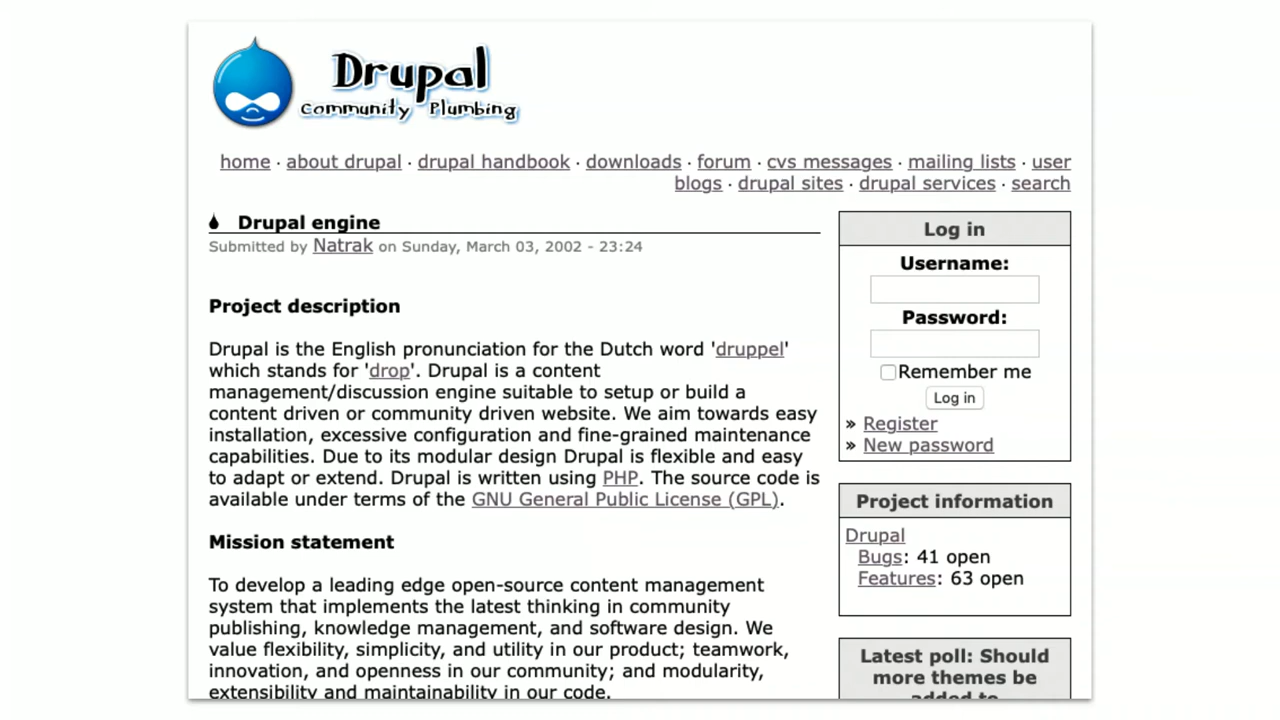 Drupal
Community Plumbing
home · about drupal · drupal handbook · downloads · forum · cvs messages · mailing lists · user
blogs · drupal sites · drupal services · search
Drupal engine
Submitted by Natrak on Sunday, March 03, 2002 - 23:24
Project description
Drupal is the English pronunciation for the Dutch word 'druppel'
which stands for 'drop'. Drupal is a content
management/discussion engine suitable to setup or build a
content driven or community driven website. We aim towards easy
installation, excessive configuration and fine-grained maintenance
capabilities. Due to its modular design Drupal is flexible and easy
to adapt or extend. Drupal is written using PHP. The source code is
available under terms of the GNU General Public License (GPL).
Mission statement
To develop a leading edge open-source content management
system that implements the latest thinking in community
publishing, knowledge management, and software design. We
value flexibility, simplicity, and utility in our product; teamwork,
innovation, and openness in our community; and modularity,
extensibility and maintainability in our code.
Log in
Username:
Password:
Remember me
Log in
» Register
» New password
Project information
Drupal
Bugs: 41 open
Features: 63 open
Latest poll: Should
more themes be
added to